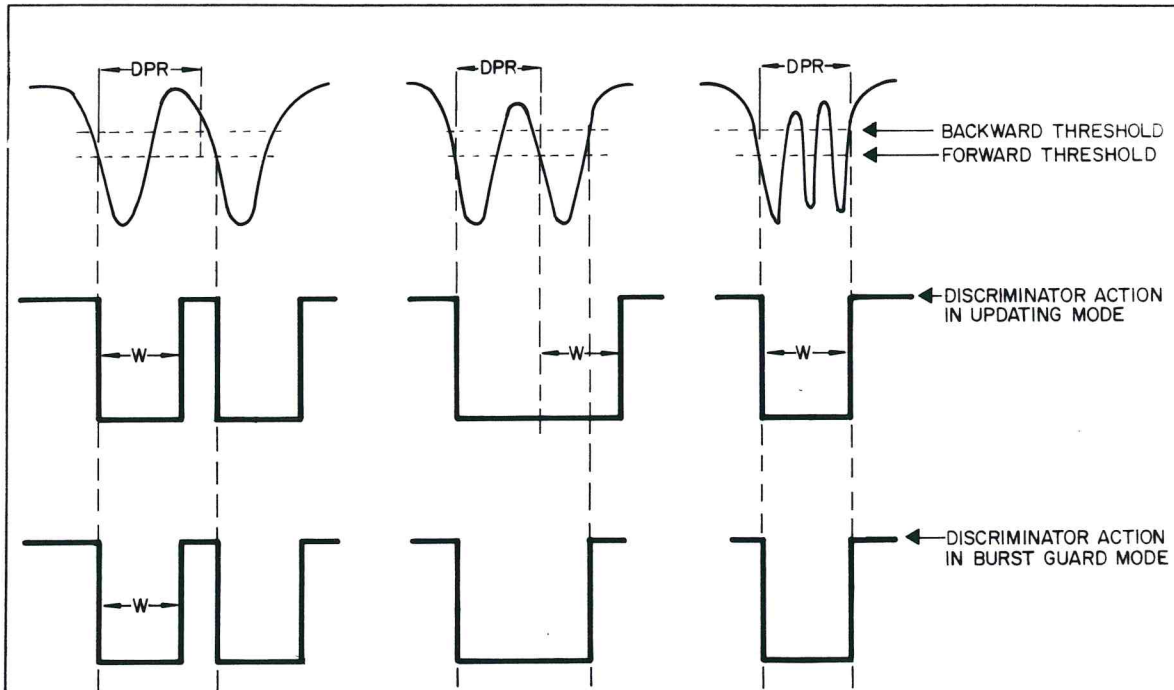 DPR
DPR
DPR
BACKWARD THRESHOLD
FORWARD THRESHOLD
DISCRIMINATOR ACTION
IN UPDATING MODE
W
W
W
DISCRIMINATOR ACTION
IN BURST GUARD MODE
W